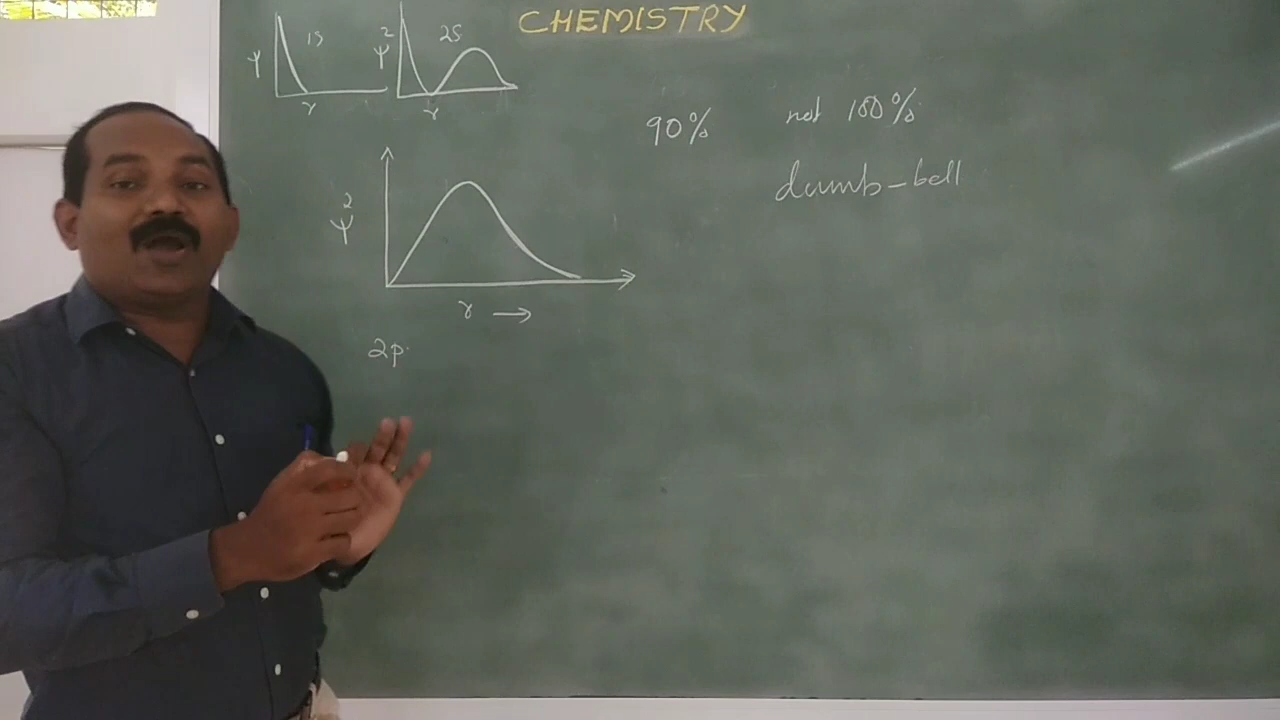 CHEMISTRY
ψ 1s r
ψ² 2s r
90% not 100%
dumb-bell
ψ²
r →
2p